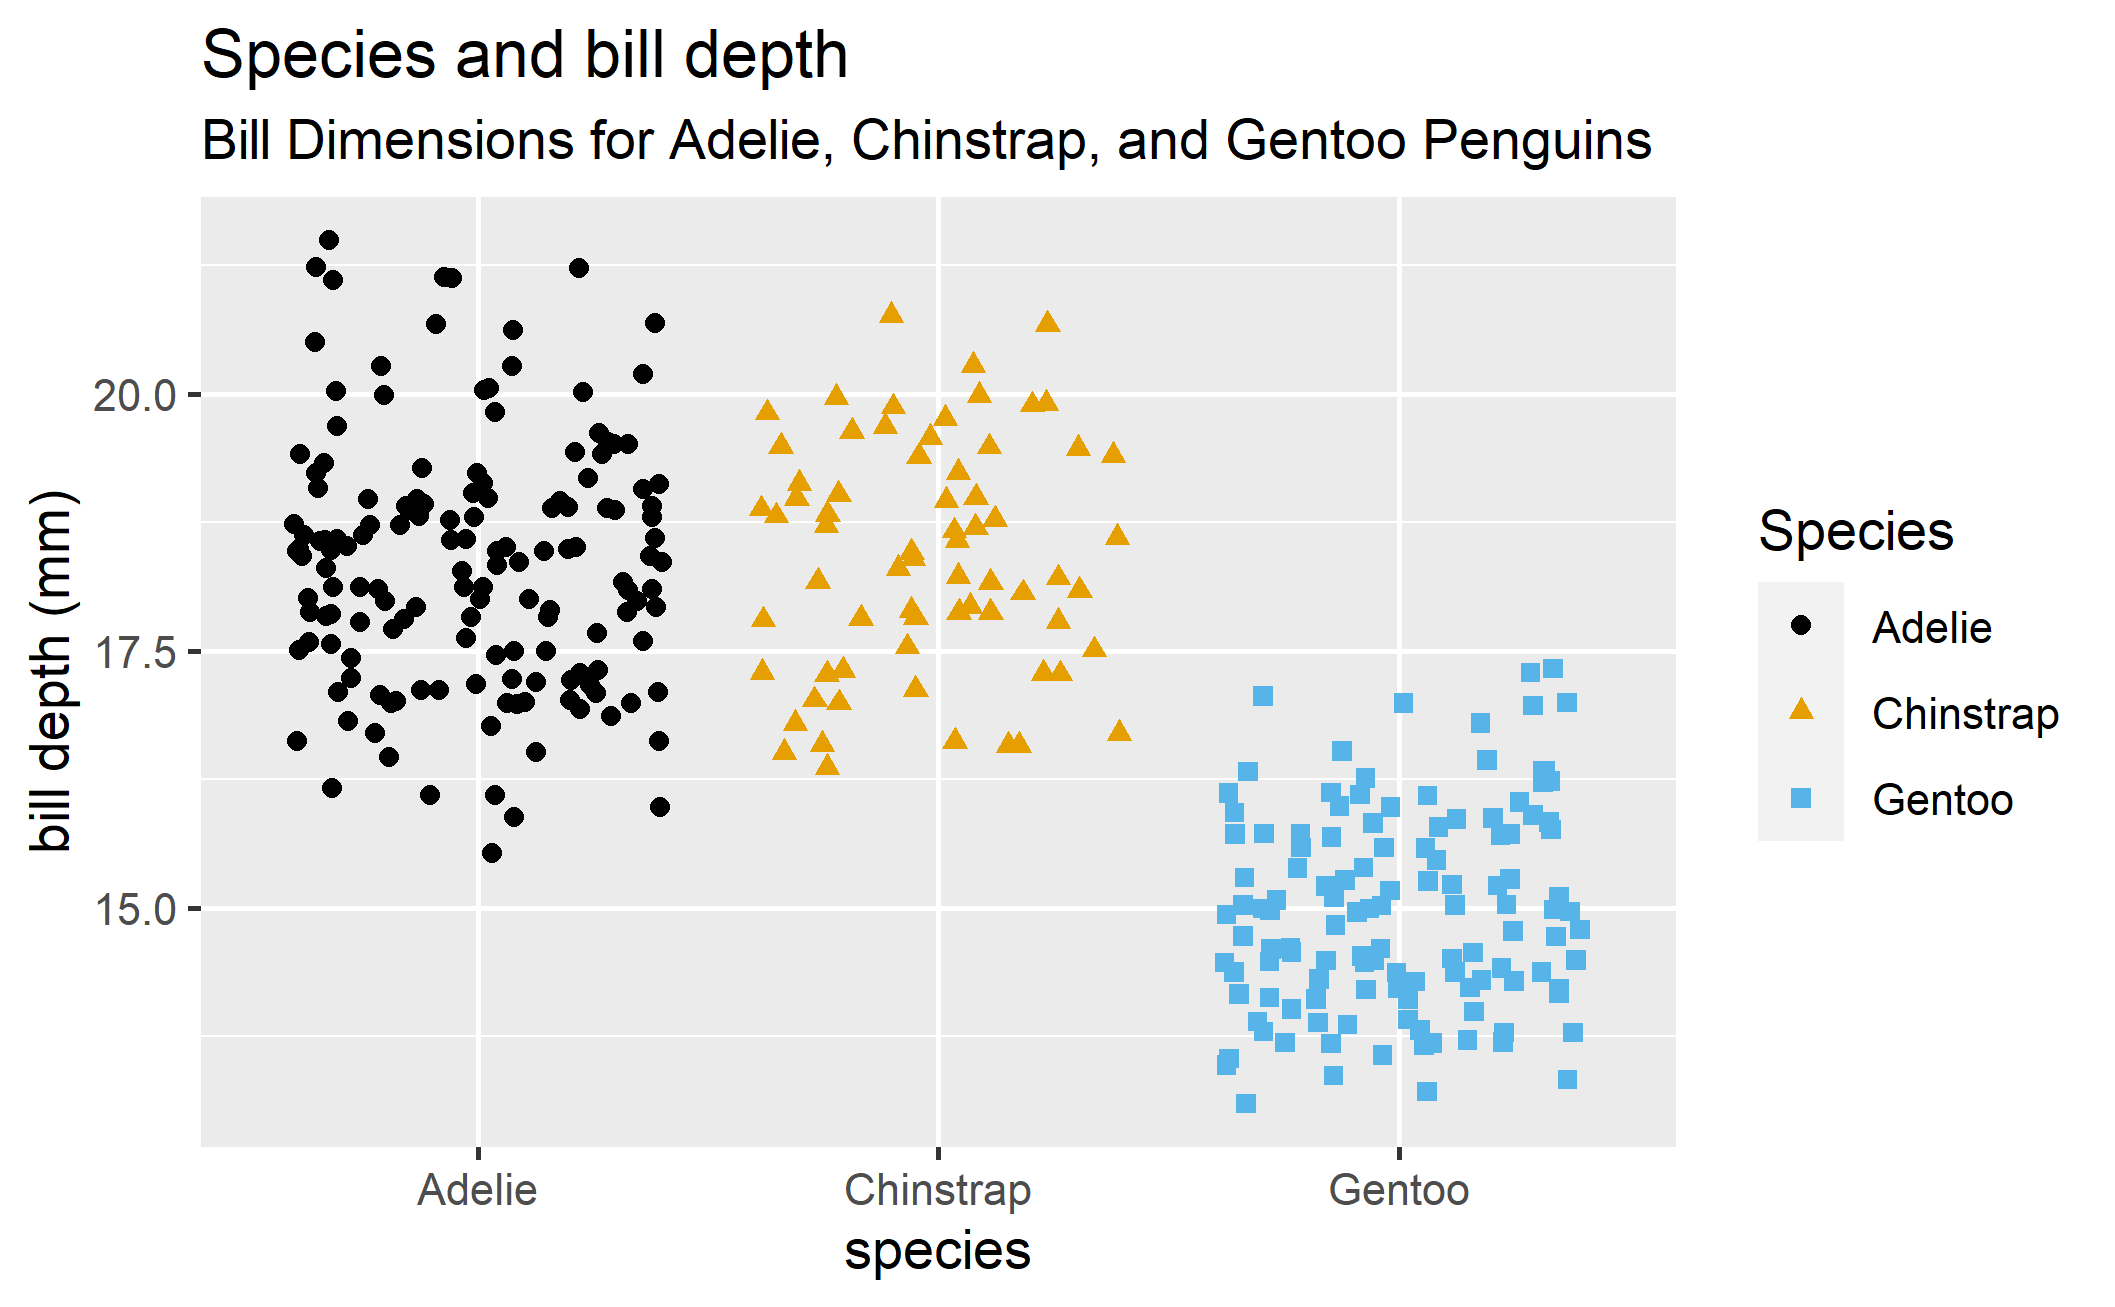 Species and bill depth
Bill Dimensions for Adelie, Chinstrap, and Gentoo Penguins
bill depth (mm)
20.0
17.5
15.0
Adelie Chinstrap Gentoo
species
Species
Adelie
Chinstrap
Gentoo